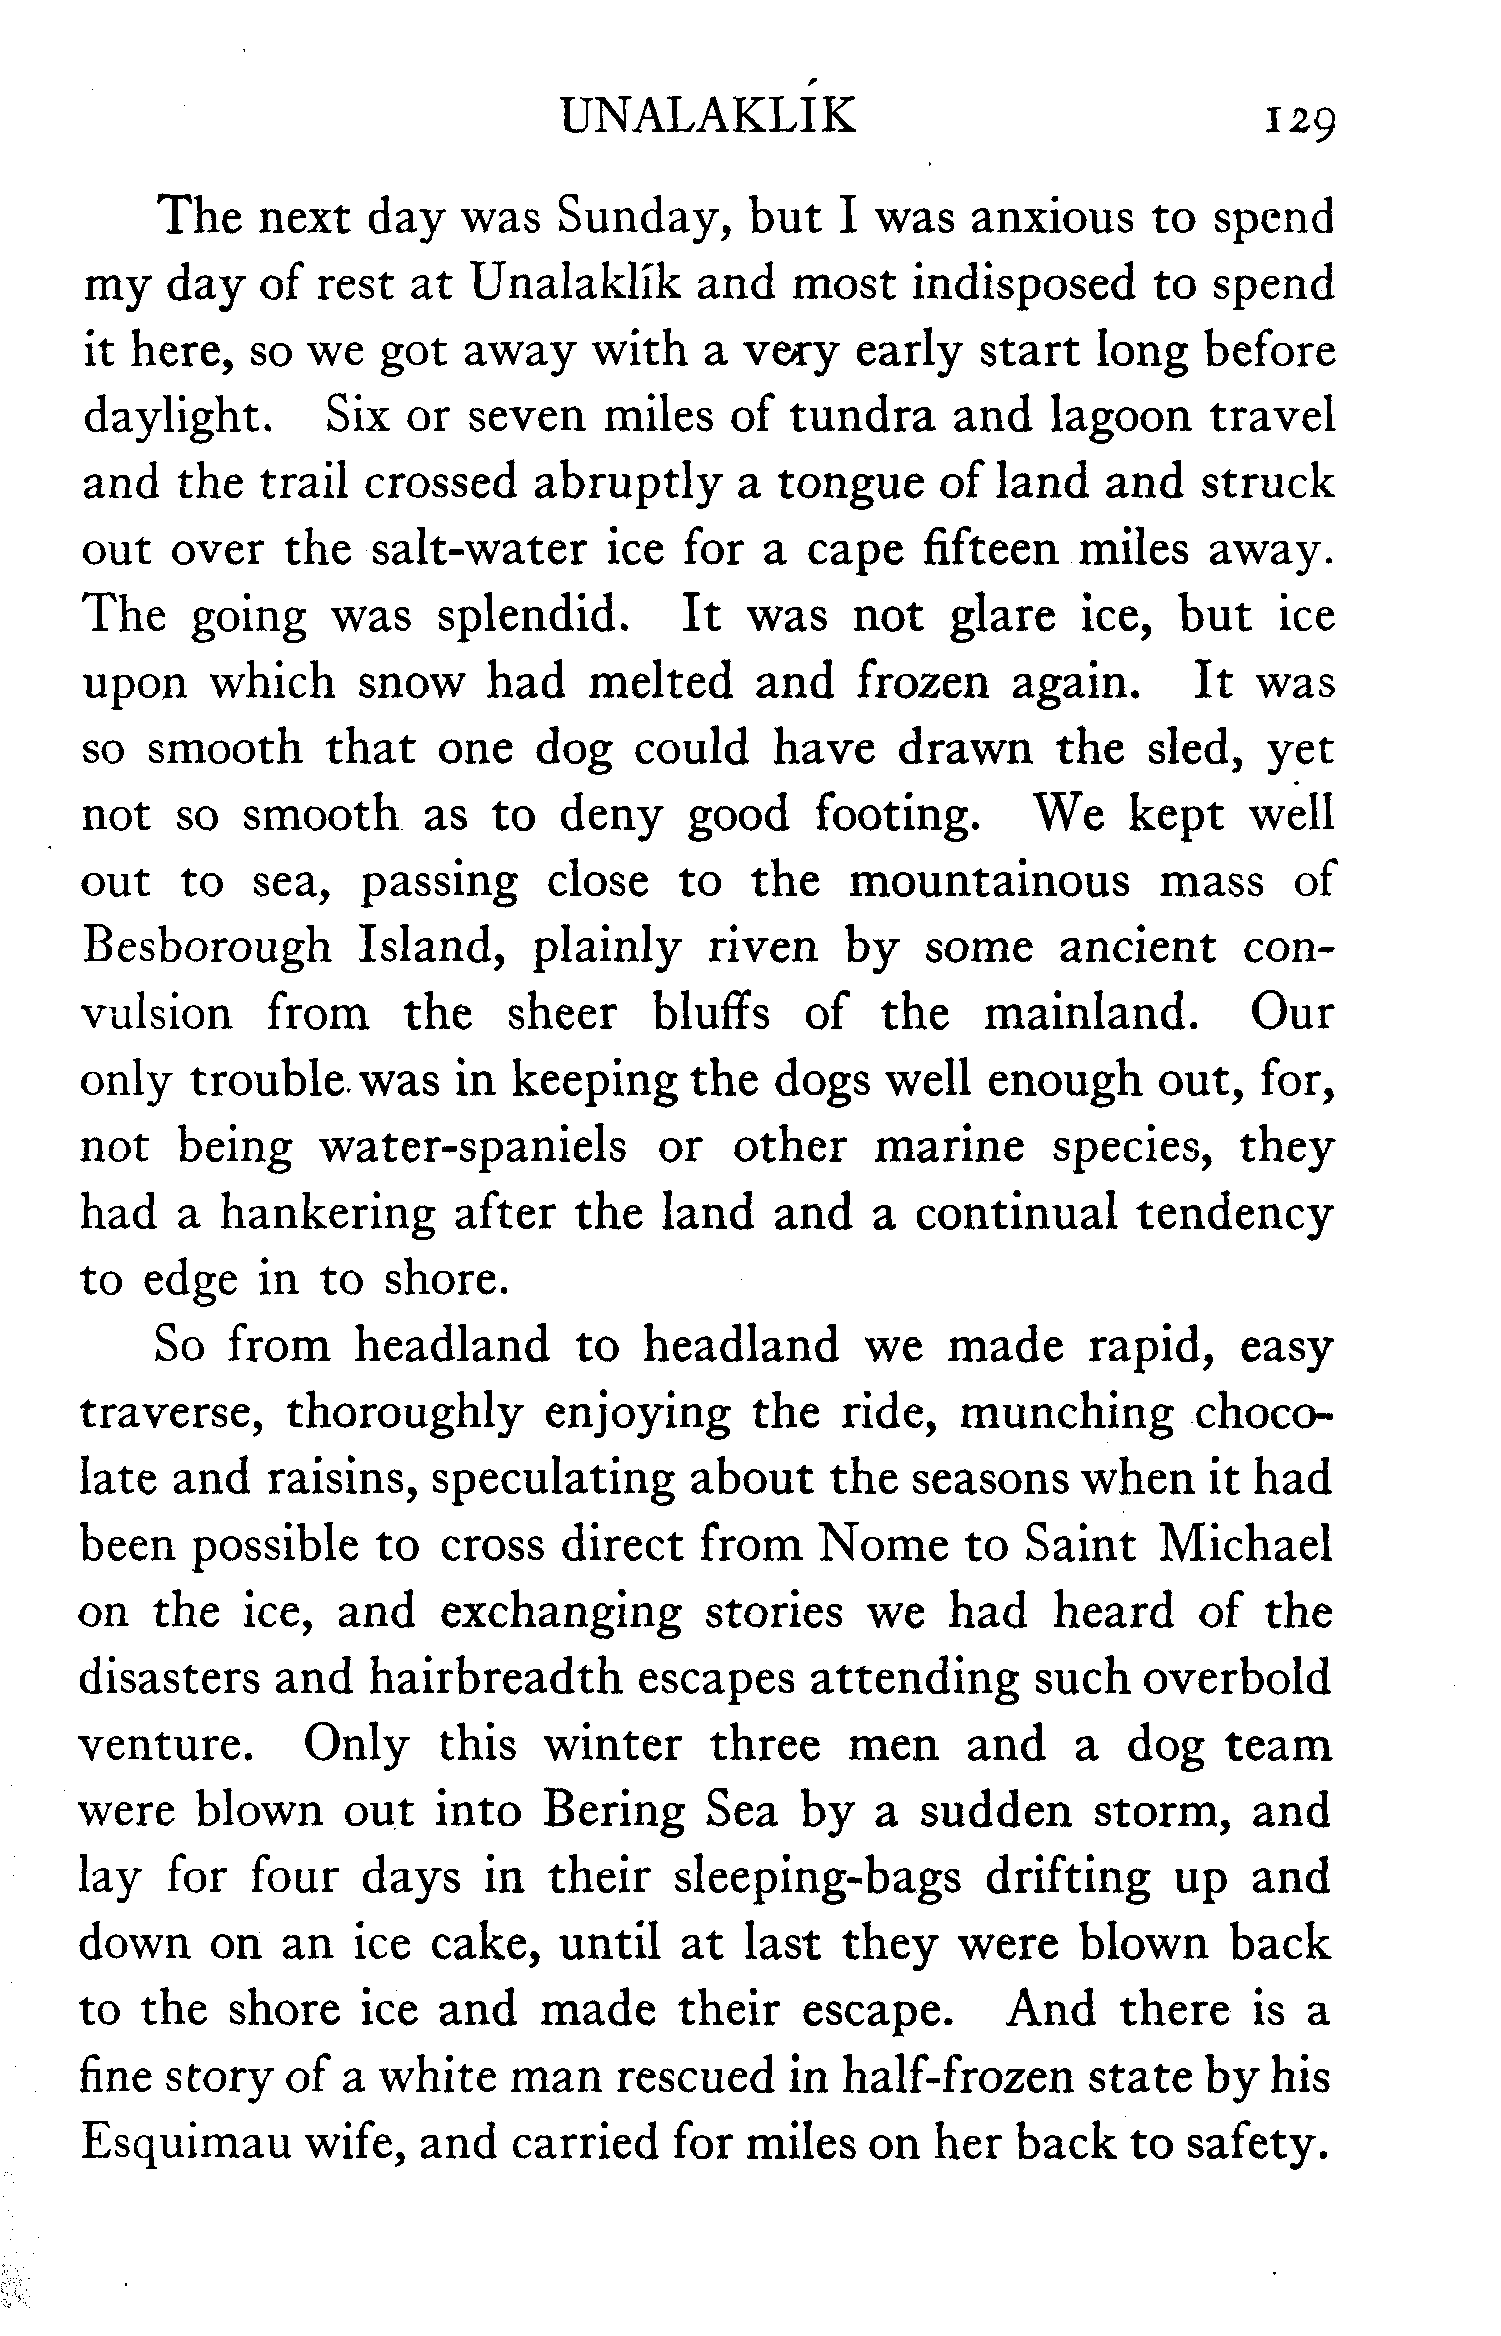 UNALAKLÍK 129
The next day was Sunday, but I was anxious to spend
my day of rest at Unalaklík and most indisposed to spend
it here, so we got away with a very early start long before
daylight. Six or seven miles of tundra and lagoon travel
and the trail crossed abruptly a tongue of land and struck
out over the salt-water ice for a cape fifteen miles away.
The going was splendid. It was not glare ice, but ice
upon which snow had melted and frozen again. It was
so smooth that one dog could have drawn the sled, yet
not so smooth as to deny good footing. We kept well
out to sea, passing close to the mountainous mass of
Besborough Island, plainly riven by some ancient con-
vulsion from the sheer bluffs of the mainland. Our
only trouble was in keeping the dogs well enough out, for,
not being water-spaniels or other marine species, they
had a hankering after the land and a continual tendency
to edge in to shore.
So from headland to headland we made rapid, easy
traverse, thoroughly enjoying the ride, munching choco-
late and raisins, speculating about the seasons when it had
been possible to cross direct from Nome to Saint Michael
on the ice, and exchanging stories we had heard of the
disasters and hairbreadth escapes attending such overbold
venture. Only this winter three men and a dog team
were blown out into Bering Sea by a sudden storm, and
lay for four days in their sleeping-bags drifting up and
down on an ice cake, until at last they were blown back
to the shore ice and made their escape. And there is a
fine story of a white man rescued in half-frozen state by his
Esquimau wife, and carried for miles on her back to safety.